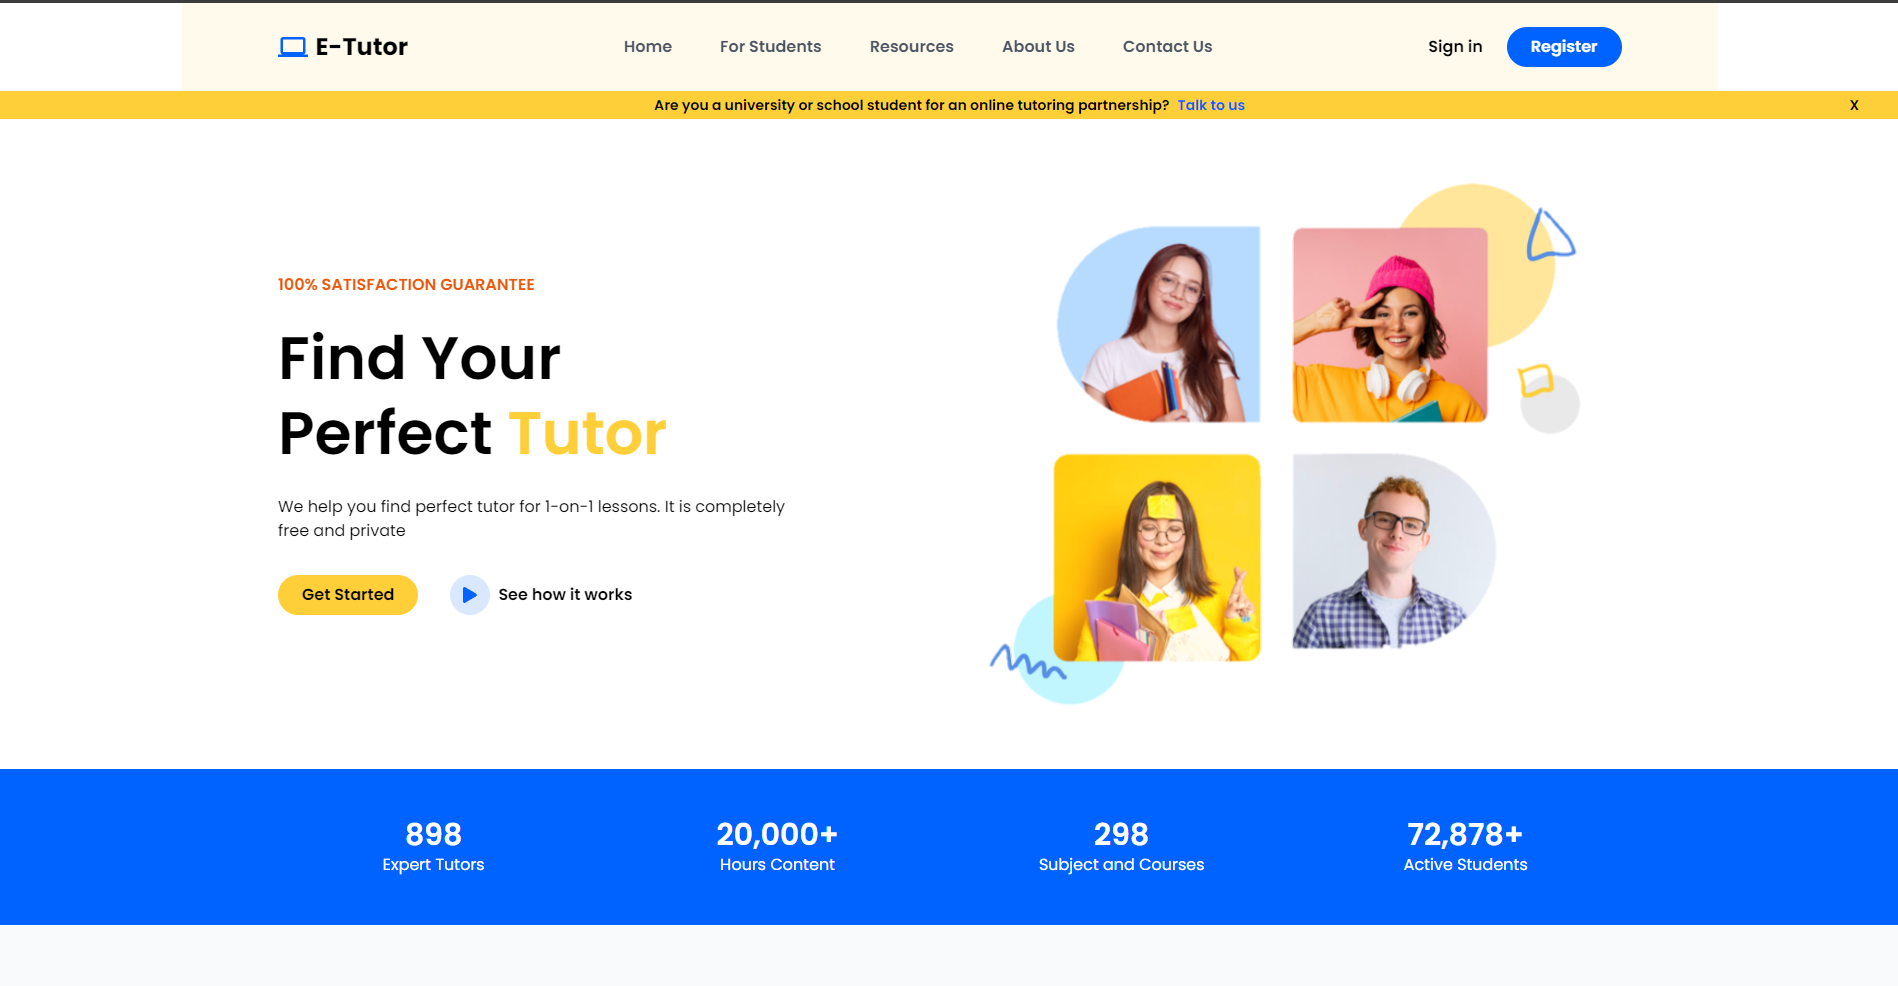 E-Tutor
Home For Students Resources About Us Contact Us
Sign in Register
Are you a university or school student for an online tutoring partnership? Talk to us X
100% SATISFACTION GUARANTEE
Find Your
Perfect Tutor
We help you find perfect tutor for 1-on-1 lessons. It is completely
free and private
Get Started See how it works
898 20,000+ 298 72,878+
Expert Tutors Hours Content Subject and Courses Active Students